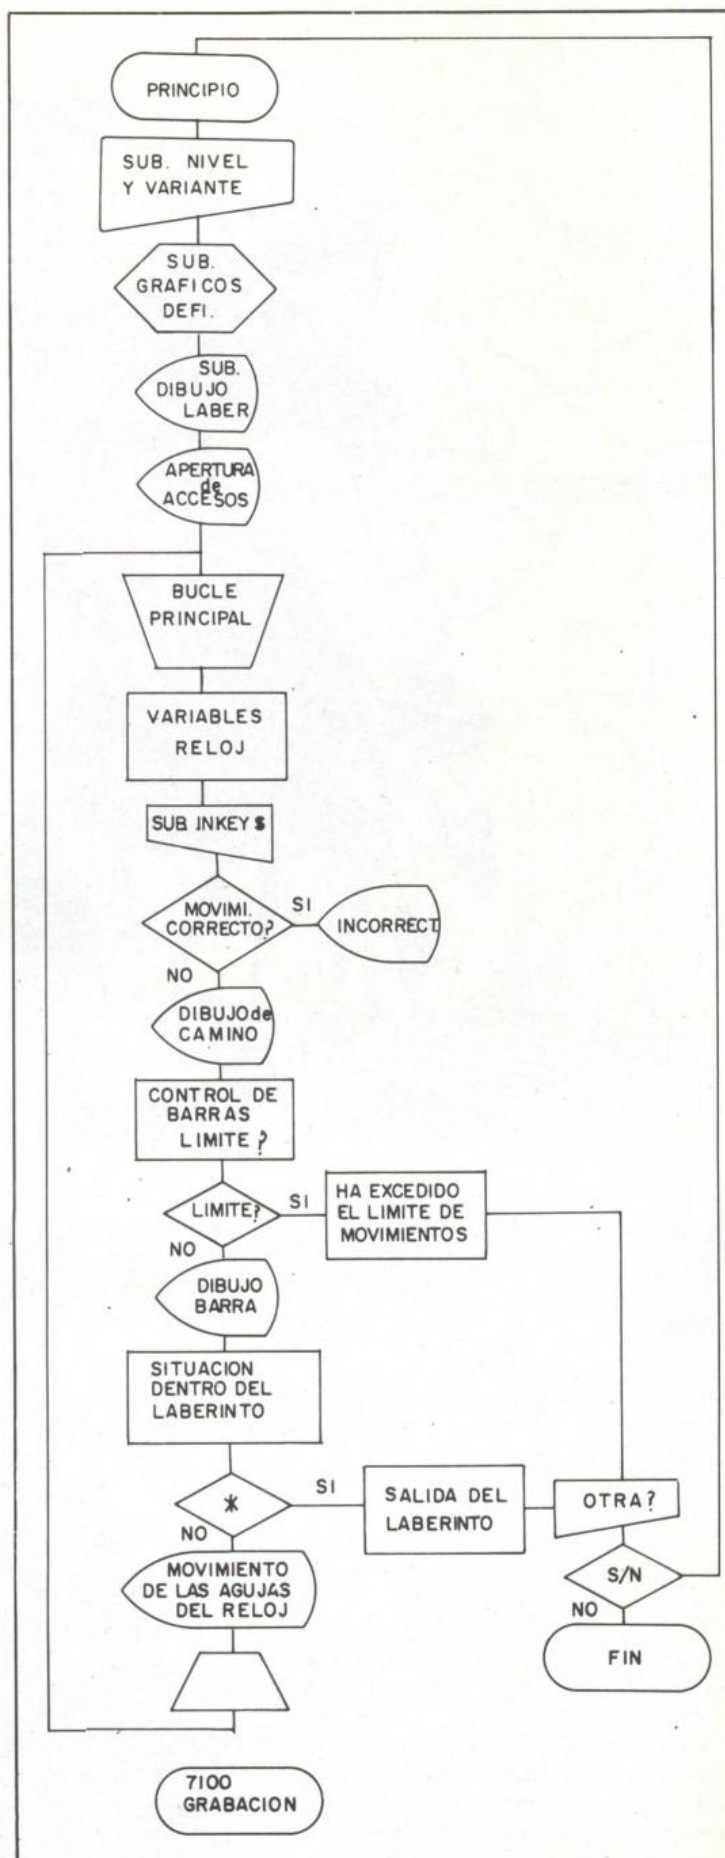 PRINCIPIO
SUB. NIVEL
Y VARIANTE
SUB.
GRAFICOS
DEFI.
SUB.
DIBUJO
LABER
APERTURA
de
ACCESOS
BUCLE
PRINCIPAL
VARIABLES
RELOJ
SUB. INKEY $
MOVIMI.
CORRECTO?
SI
INCORRECT.
NO
DIBUJO de
CAMINO
CONTROL DE
BARRAS
LIMITE ?
LIMITE?
SI
HA EXCEDIDO
EL LIMITE DE
MOVIMIENTOS
NO
DIBUJO
BARRA
SITUACION
DENTRO DEL
LABERINTO
*
SI
SALIDA DEL
LABERINTO
OTRA?
NO
S/N
NO
FIN
MOVIMIENTO
DE LAS AGUJAS
DEL RELOJ
7100
GRABACION